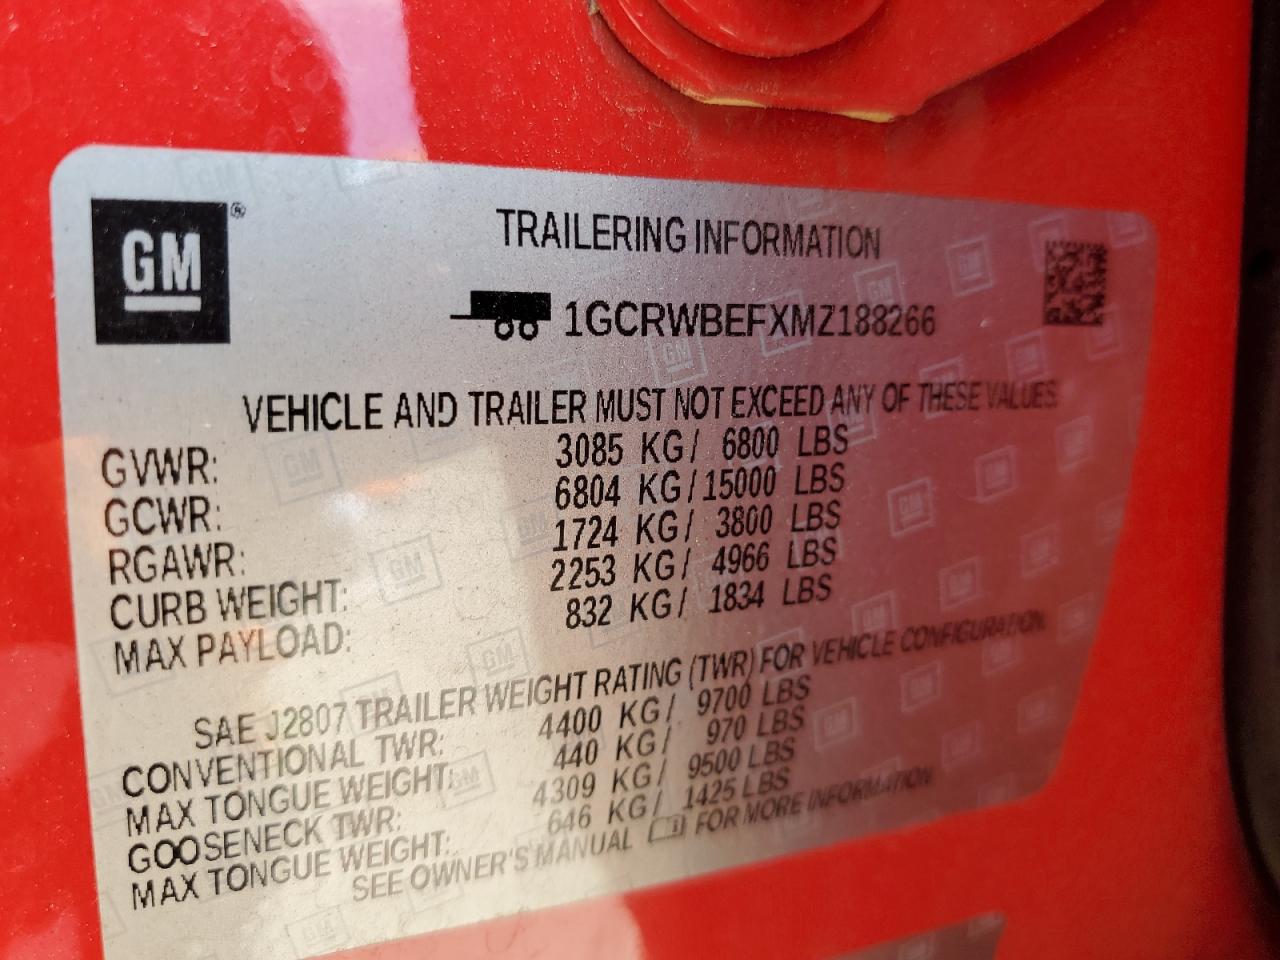 GM ®
TRAILERING INFORMATION
1GCRWBEFXMZ188266
VEHICLE AND TRAILER MUST NOT EXCEED ANY OF THESE VALUES
GVWR: 3085 KG/ 6800 LBS
GCWR: 6804 KG/15000 LBS
RGAWR: 1724 KG/ 3800 LBS
CURB WEIGHT: 2253 KG/ 4966 LBS
MAX PAYLOAD: 832 KG/ 1834 LBS
SAE J2807 TRAILER WEIGHT RATING (TWR) FOR VEHICLE CONFIGURATION.
CONVENTIONAL TWR: 4400 KG/ 9700 LBS
MAX TONGUE WEIGHT: 440 KG/ 970 LBS
GOOSENECK TWR: 4309 KG/ 9500 LBS
MAX TONGUE WEIGHT: 646 KG/ 1425 LBS
SEE OWNER'S MANUAL FOR MORE INFORMATION.